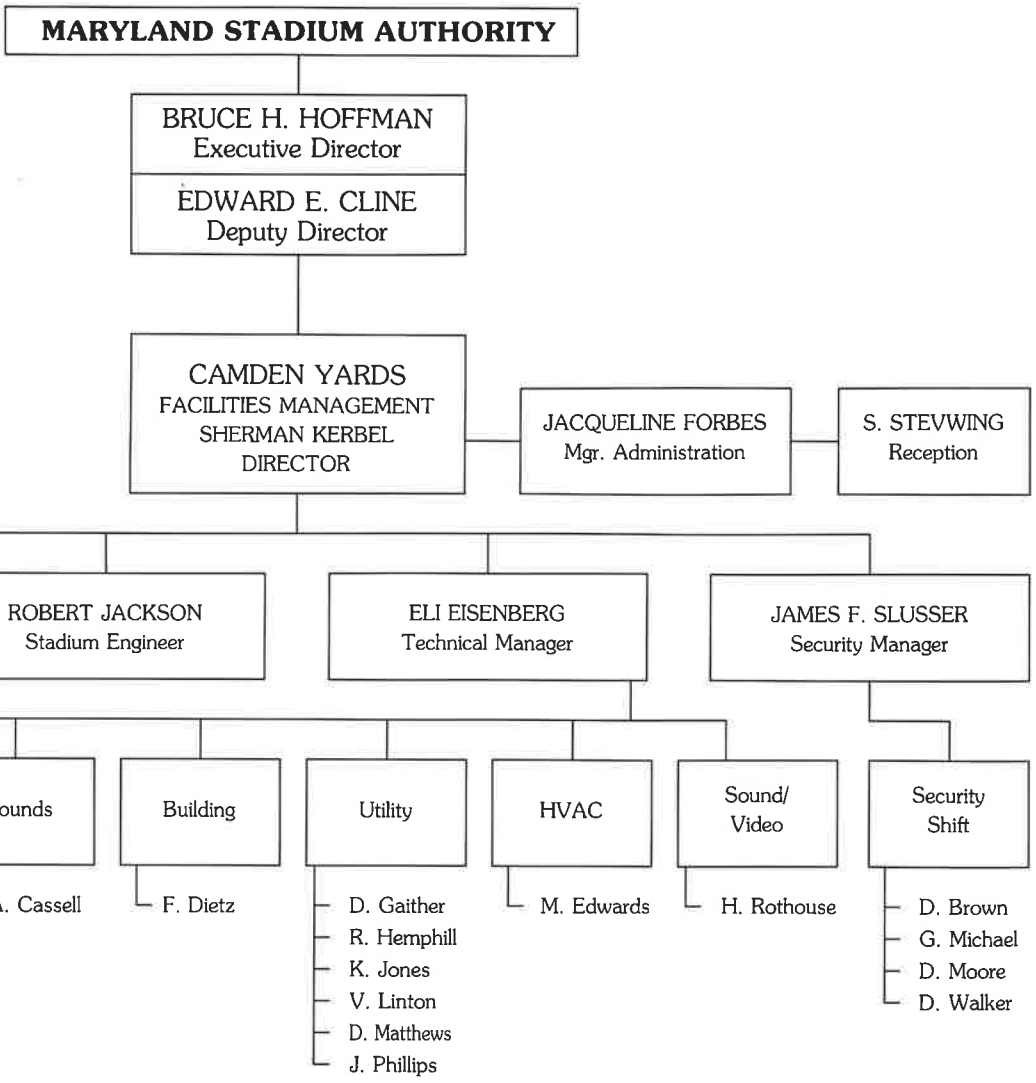 MARYLAND STADIUM AUTHORITY
BRUCE H. HOFFMAN
Executive Director
EDWARD E. CLINE
Deputy Director
CAMDEN YARDS
FACILITIES MANAGEMENT
SHERMAN KERBEL
DIRECTOR
JACQUELINE FORBES
Mgr. Administration
S. STEVWING
Reception
ROBERT JACKSON
Stadium Engineer
ELI EISENBERG
Technical Manager
JAMES F. SLUSSER
Security Manager
ounds
A. Cassell
Building
F. Dietz
Utility
D. Gaither
R. Hemphill
K. Jones
V. Linton
D. Matthews
J. Phillips
HVAC
M. Edwards
Sound/
Video
H. Rothouse
Security
Shift
D. Brown
G. Michael
D. Moore
D. Walker